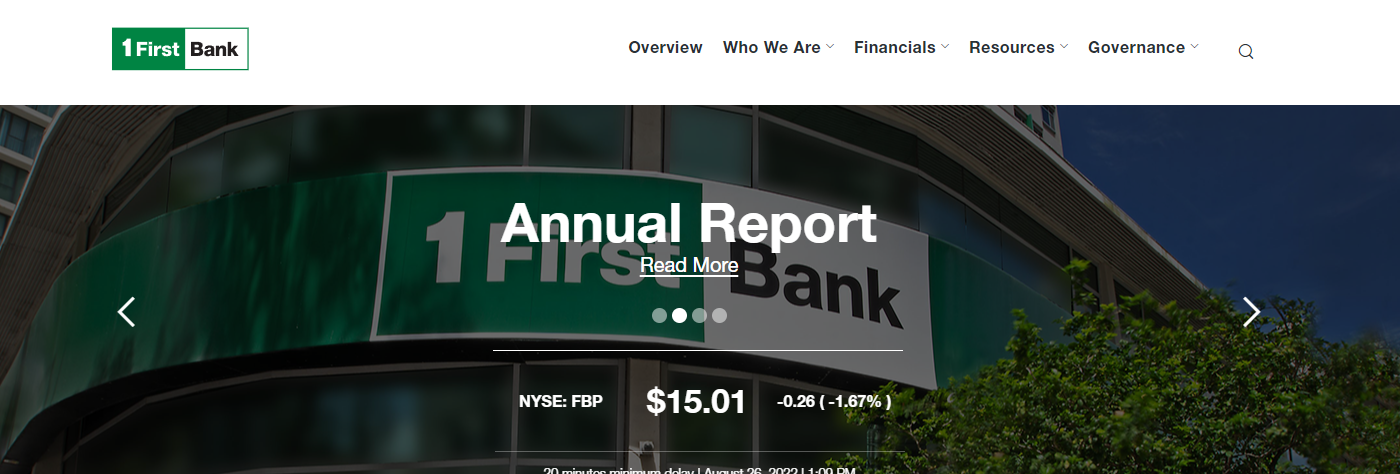 1 First Bank
Overview Who We Are Financials Resources Governance
1 First Bank
Annual Report
Read More
NYSE: FBP $15.01 -0.26 ( -1.67% )
20 minutes minimum delay | August 26, 2022 | 1:09 PM